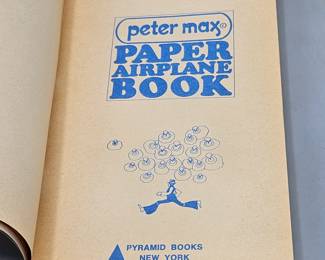 peter max©
PAPER
AIRPLANE
BOOK
PYRAMID BOOKS
NEW YORK